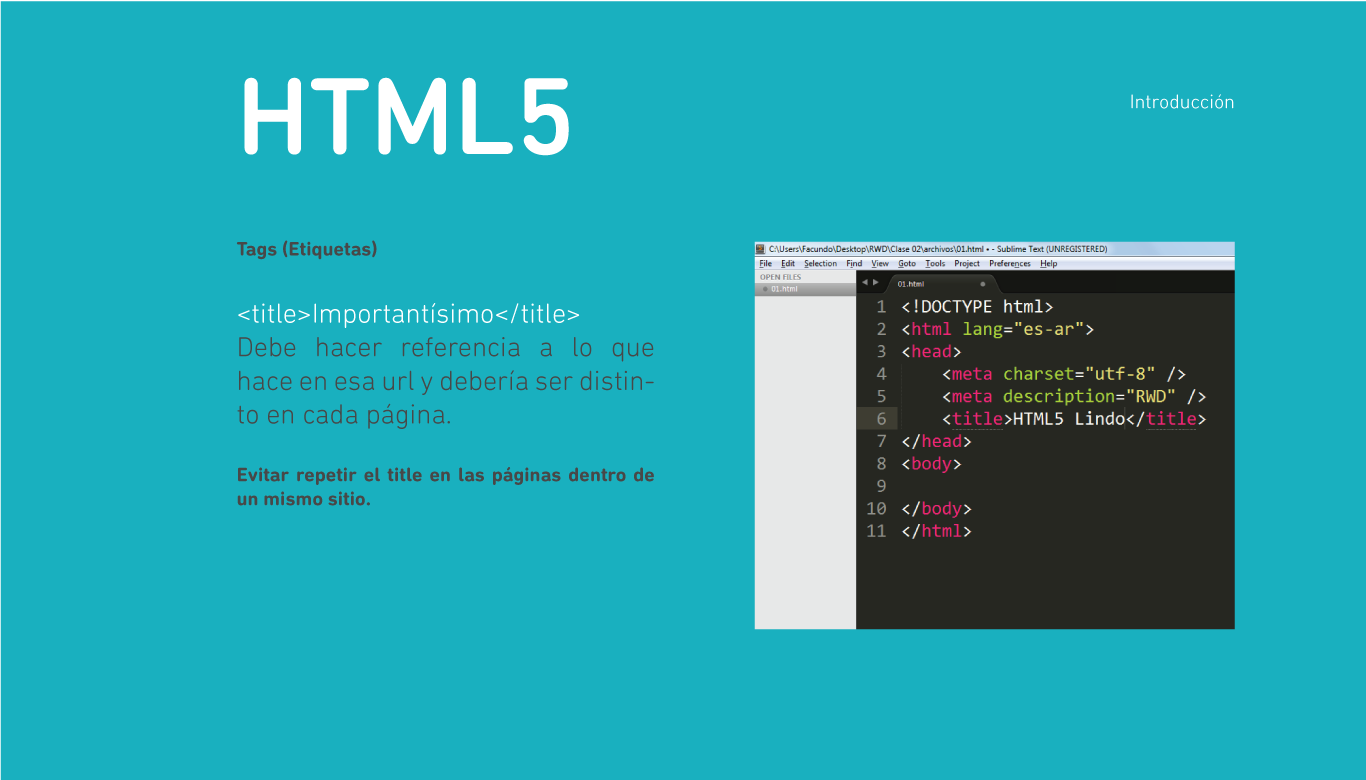 HTML5
Introducción
Tags (Etiquetas)
<title>Importantísimo</title>
Debe hacer referencia a lo que
hace en esa url y debería ser distin-
to en cada página.
Evitar repetir el title en las páginas dentro de
un mismo sitio.
C:\Users\Facundo\Desktop\RWD\Clase 02\archivos\01.html • - Sublime Text (UNREGISTERED)
File Edit Selection Find View Goto Tools Project Preferences Help
OPEN FILES
01.html
01.html
1 <!DOCTYPE html>
2 <html lang="es-ar">
3 <head>
4 <meta charset="utf-8" />
5 <meta description="RWD" />
6 <title>HTML5 Lindo</title>
7 </head>
8 <body>
9
10 </body>
11 </html>